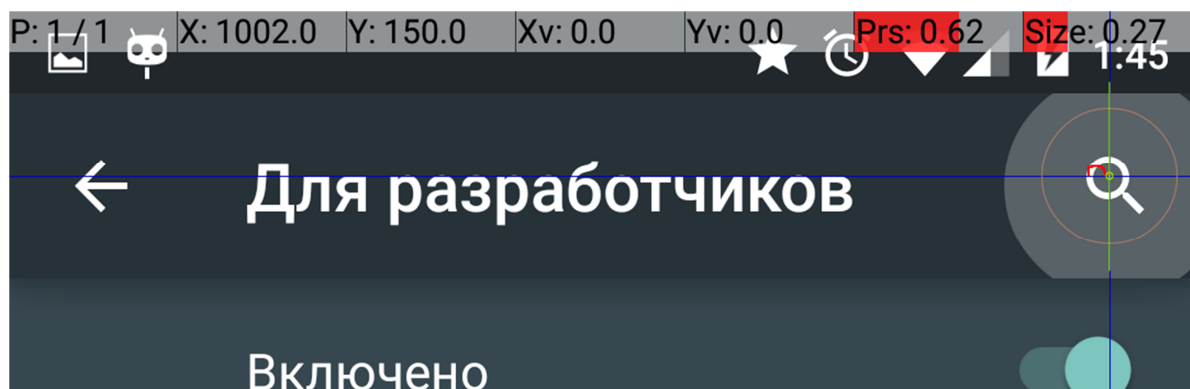 P: 1 / 1 X: 1002.0 Y: 150.0 Xv: 0.0 Yv: 0.0 Prs: 0.62 Size: 0.27
1:45
Для разработчиков
Включено